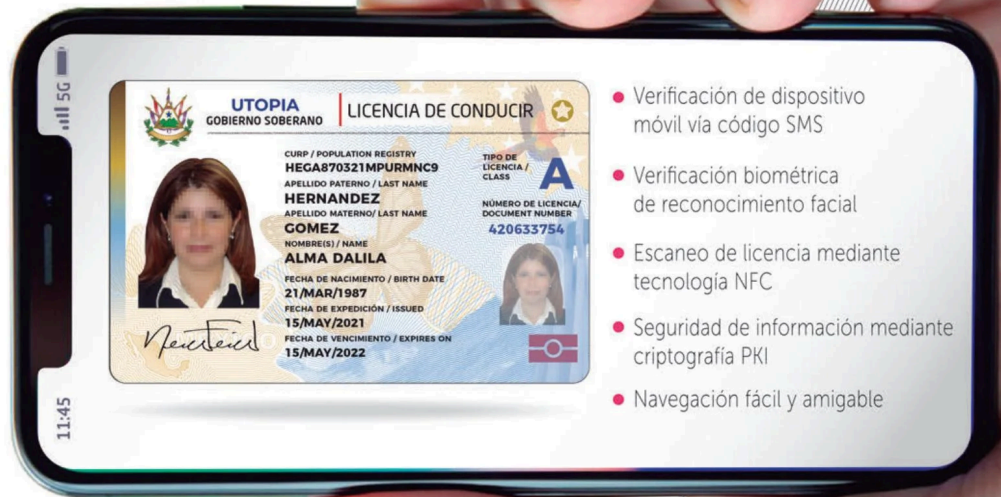 5G
11:45
UTOPIA
GOBIERNO SOBERANO
LICENCIA DE CONDUCIR
CURP / POPULATION REGISTRY
HEGA870321MPURMNC9
APELLIDO PATERNO / LAST NAME
HERNANDEZ
APELLIDO MATERNO/ LAST NAME
GOMEZ
NOMBRE(S) / NAME
ALMA DALILA
FECHA DE NACIMIENTO / BIRTH DATE
21/MAR/1987
FECHA DE EXPEDICIÓN / ISSUED
15/MAY/2021
FECHA DE VENCIMIENTO / EXPIRES ON
15/MAY/2022
TIPO DE
LICENCIA /
CLASS
A
NÚMERO DE LICENCIA/
DOCUMENT NUMBER
420633754
Verificación de dispositivo
móvil vía código SMS
Verificación biométrica
de reconocimiento facial
Escaneo de licencia mediante
tecnología NFC
Seguridad de información mediante
criptografía PKI
Navegación fácil y amigable